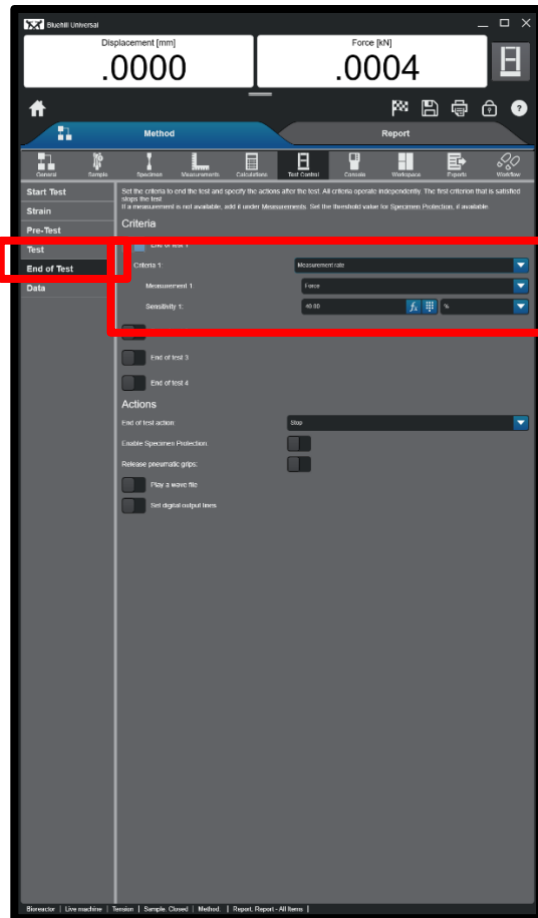 Bluehill Universal
Displacement [mm]
.0000
Force [kN]
.0004
?
Method
Report
General
Sample
Specimen
Measurements
Calculations
Test Control
Console
Workspace
Exports
Workflow
Start Test
Strain
Pre-Test
Test
End of Test
Data
Set the criteria to end the test and specify the actions after the test. All criteria operate independently. The first criterion that is satisfied
stops the test
If a measurement is not available, add it under Measurements. Set the threshold value for Specimen Protection, if available.
Criteria
End of test 1
Criteria 1:
Measurement rate
Measurement 1:
Force
Sensitivity 1:
%
End of test 3
End of test 4
Actions
End of test action:
Stop
Enable Specimen Protection:
Release pneumatic grips:
Play a wave file
Set digital output lines
Bioreactor | Live machine | Tension | Sample, Closed | Method: | Report, Report - All Items |